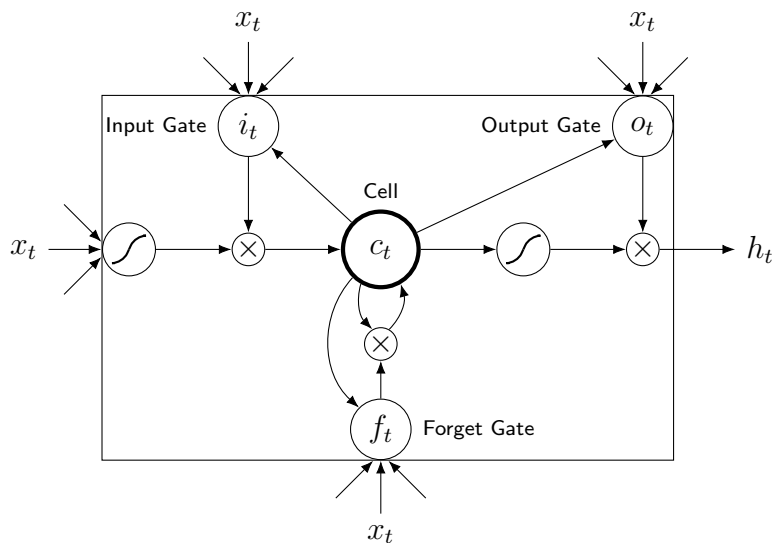 x_t
x_t
Input Gate
i_t
Output Gate
o_t
Cell
x_t
×
c_t
×
h_t
×
f_t
Forget Gate
x_t